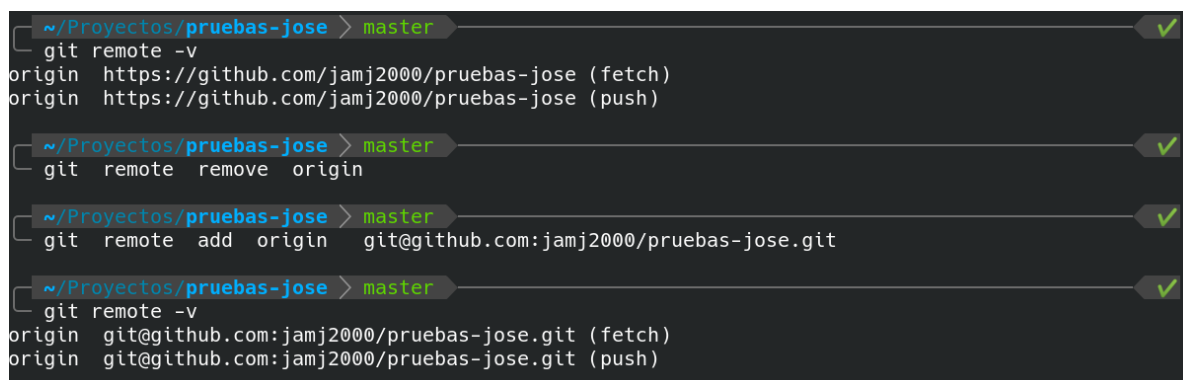 ~/Proyectos/pruebas-jose master ✔
git remote -v
origin  https://github.com/jamj2000/pruebas-jose (fetch)
origin  https://github.com/jamj2000/pruebas-jose (push)
~/Proyectos/pruebas-jose master ✔
git  remote  remove  origin
~/Proyectos/pruebas-jose master ✔
git  remote  add  origin   git@github.com:jamj2000/pruebas-jose.git
~/Proyectos/pruebas-jose master ✔
git remote -v
origin  git@github.com:jamj2000/pruebas-jose.git (fetch)
origin  git@github.com:jamj2000/pruebas-jose.git (push)